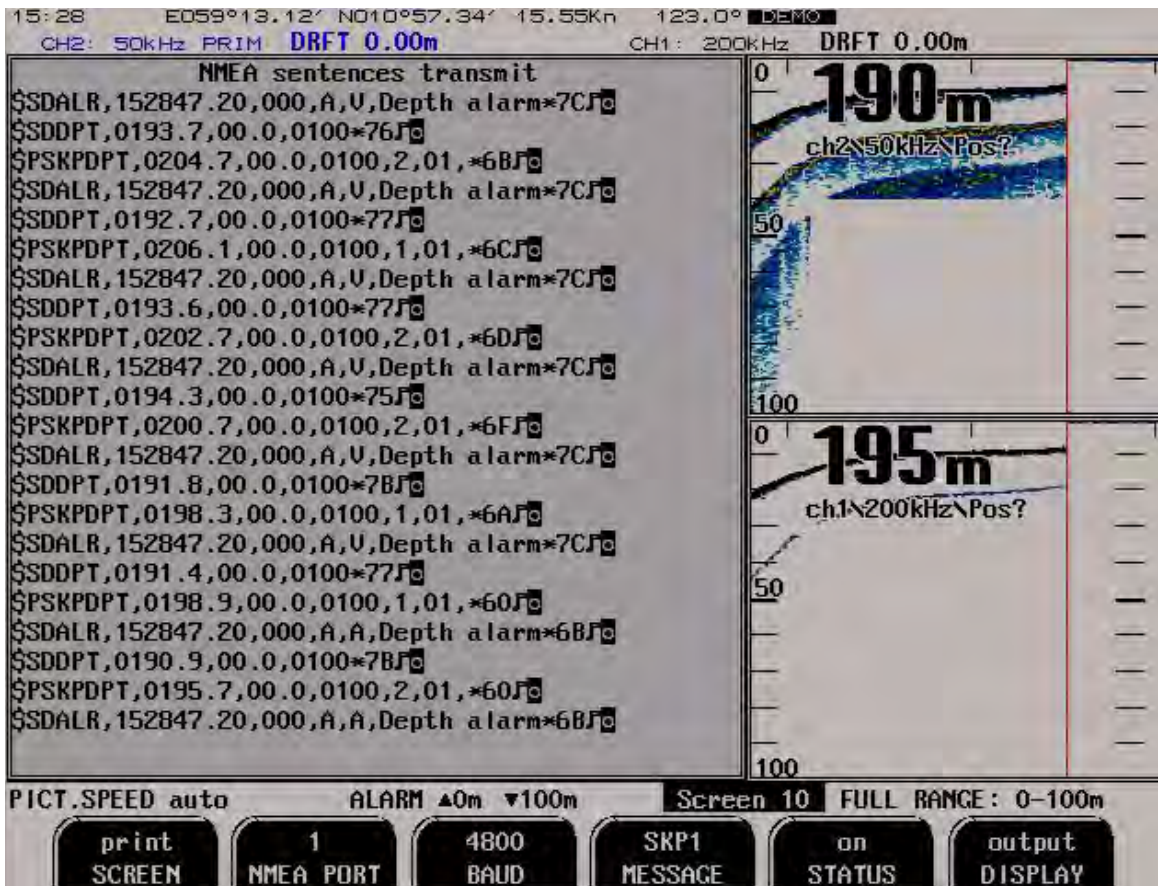 15:28 E059°13.12′ N010°57.34′ 15.55Kn 123.0° DEMO
CH2: 50kHz PRIM DRFT 0.00m CH1: 200kHz DRFT 0.00m
NMEA sentences transmit
$SDALR,152847.20,000,A,V,Depth alarm*7C♪◙
$SDDPT,0193.7,00.0,0100*76♪◙
$PSKPDPT,0204.7,00.0,0100,2,01,*6B♪◙
$SDALR,152847.20,000,A,V,Depth alarm*7C♪◙
$SDDPT,0192.7,00.0,0100*77♪◙
$PSKPDPT,0206.1,00.0,0100,1,01,*6C♪◙
$SDALR,152847.20,000,A,V,Depth alarm*7C♪◙
$SDDPT,0193.6,00.0,0100*77♪◙
$PSKPDPT,0202.7,00.0,0100,2,01,*6D♪◙
$SDALR,152847.20,000,A,V,Depth alarm*7C♪◙
$SDDPT,0194.3,00.0,0100*75♪◙
$PSKPDPT,0200.7,00.0,0100,2,01,*6F♪◙
$SDALR,152847.20,000,A,V,Depth alarm*7C♪◙
$SDDPT,0191.8,00.0,0100*7B♪◙
$PSKPDPT,0198.3,00.0,0100,1,01,*6A♪◙
$SDALR,152847.20,000,A,V,Depth alarm*7C♪◙
$SDDPT,0191.4,00.0,0100*77♪◙
$PSKPDPT,0198.9,00.0,0100,1,01,*60♪◙
$SDALR,152847.20,000,A,A,Depth alarm*6B♪◙
$SDDPT,0190.9,00.0,0100*7B♪◙
$PSKPDPT,0195.7,00.0,0100,2,01,*60♪◙
$SDALR,152847.20,000,A,A,Depth alarm*6B♪◙
0
190m
ch2\50kHz\Pos?
50
100
0
195m
ch1\200kHz\Pos?
50
100
PICT.SPEED auto ALARM ▲0m ▼100m Screen 10 FULL RANGE: 0-100m
print 1 4800 SKP1 on output
SCREEN NMEA PORT BAUD MESSAGE STATUS DISPLAY